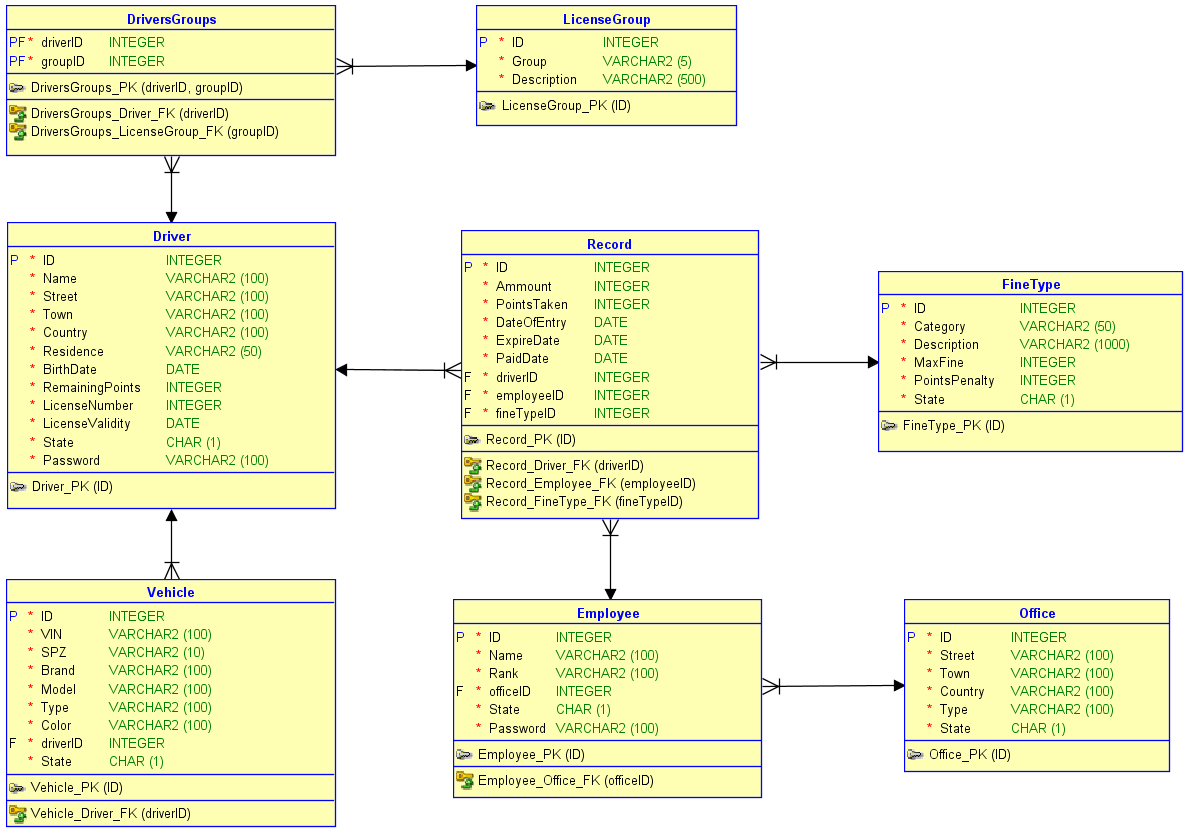 DriversGroups
PF * driverID INTEGER
PF * groupID INTEGER
DriversGroups_PK (driverID, groupID)
DriversGroups_Driver_FK (driverID)
DriversGroups_LicenseGroup_FK (groupID)
LicenseGroup
P * ID INTEGER
* Group VARCHAR2 (5)
* Description VARCHAR2 (500)
LicenseGroup_PK (ID)
Driver
P * ID INTEGER
* Name VARCHAR2 (100)
* Street VARCHAR2 (100)
* Town VARCHAR2 (100)
* Country VARCHAR2 (100)
* Residence VARCHAR2 (50)
* BirthDate DATE
* RemainingPoints INTEGER
* LicenseNumber INTEGER
* LicenseValidity DATE
* State CHAR (1)
* Password VARCHAR2 (100)
Driver_PK (ID)
Record
P * ID INTEGER
* Ammount INTEGER
* PointsTaken INTEGER
* DateOfEntry DATE
* ExpireDate DATE
* PaidDate DATE
F * driverID INTEGER
F * employeeID INTEGER
F * fineTypeID INTEGER
Record_PK (ID)
Record_Driver_FK (driverID)
Record_Employee_FK (employeeID)
Record_FineType_FK (fineTypeID)
FineType
P * ID INTEGER
* Category VARCHAR2 (50)
* Description VARCHAR2 (1000)
* MaxFine INTEGER
* PointsPenalty INTEGER
* State CHAR (1)
FineType_PK (ID)
Vehicle
P * ID INTEGER
* VIN VARCHAR2 (100)
* SPZ VARCHAR2 (10)
* Brand VARCHAR2 (100)
* Model VARCHAR2 (100)
* Type VARCHAR2 (100)
* Color VARCHAR2 (100)
F * driverID INTEGER
* State CHAR (1)
Vehicle_PK (ID)
Vehicle_Driver_FK (driverID)
Employee
P * ID INTEGER
* Name VARCHAR2 (100)
* Rank VARCHAR2 (100)
F * officeID INTEGER
* State CHAR (1)
* Password VARCHAR2 (100)
Employee_PK (ID)
Employee_Office_FK (officeID)
Office
P * ID INTEGER
* Street VARCHAR2 (100)
* Town VARCHAR2 (100)
* Country VARCHAR2 (100)
* Type VARCHAR2 (100)
* State CHAR (1)
Office_PK (ID)